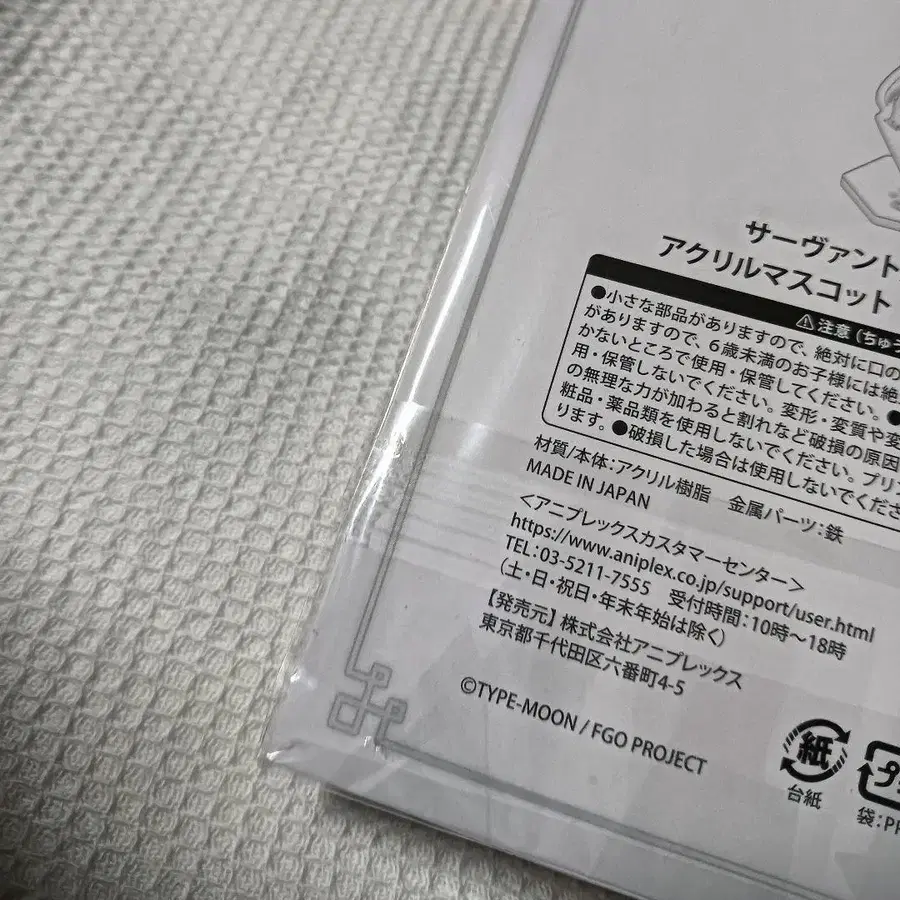 サーヴァント
アクリルマスコット
⚠注意(ちゅう
●小さな部品がありますので、絶対に口の
がありますので、6歳未満のお子様には絶
かないところで使用・保管してください。●
用・保管しないでください。変形・変質や変
の無理な力が加わると割れなど破損の原因
粧品・薬品類を使用しないでください。プリ
ります。●破損した場合は使用しないでくださ
材質/本体:アクリル樹脂 金属パーツ:鉄
MADE IN JAPAN
<アニプレックスカスタマーセンター>
https://www.aniplex.co.jp/support/user.html
TEL:03-5211-7555 受付時間:10時~18時
(土・日・祝日・年末年始は除く)
【発売元】株式会社アニプレックス
東京都千代田区六番町4-5
©TYPE-MOON / FGO PROJECT
紙
台紙
プラ
袋:PP